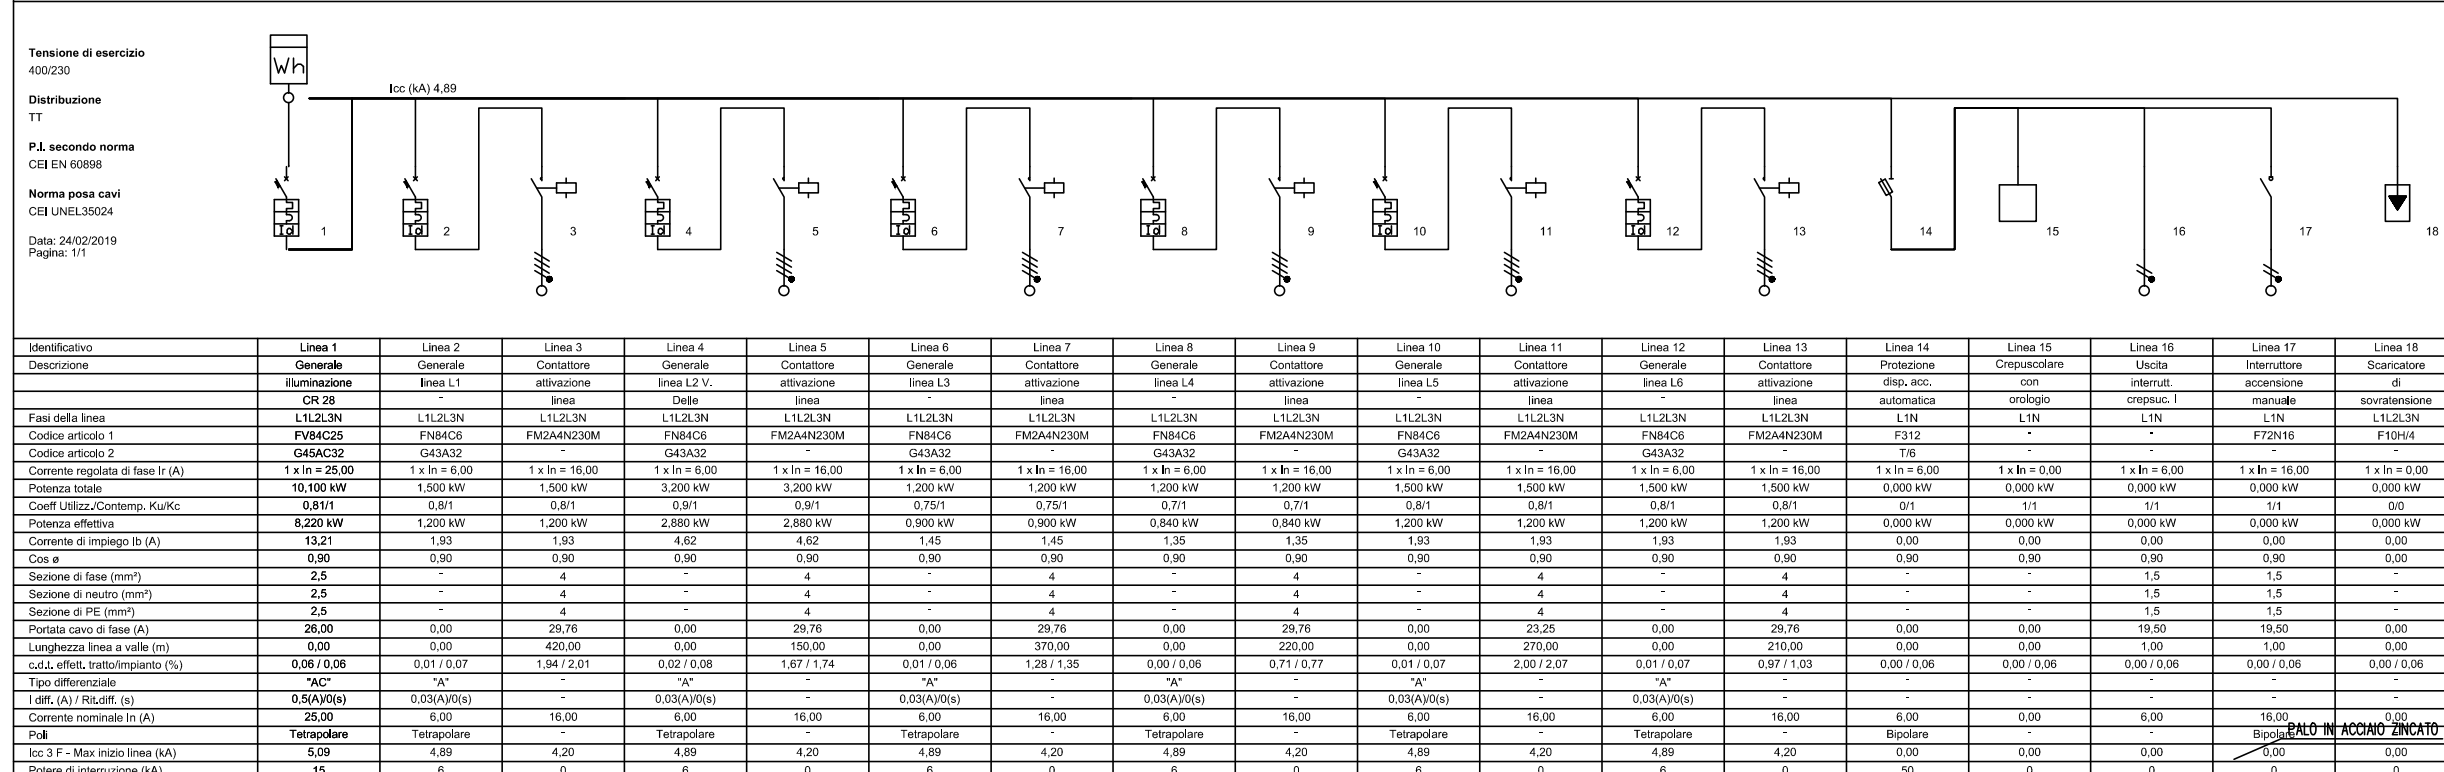 Tensione di esercizio
400/230
Distribuzione
TT
P.I. secondo norma
CEI EN 60898
Norma posa cavi
CEI UNEL35024
Data: 24/02/2019
Pagina: 1/1
Wh
Icc (kA) 4,89
Id Id Id Id Id Id Id
1 2 3 4 5 6 7 8 9 10 11 12 13 14 15 16 17 18
Identificativo Linea 1 Linea 2 Linea 3 Linea 4 Linea 5 Linea 6 Linea 7 Linea 8 Linea 9 Linea 10 Linea 11 Linea 12 Linea 13 Linea 14 Linea 15 Linea 16 Linea 17 Linea 18
Descrizione Generale Generale Contattore Generale Contattore Generale Contattore Generale Contattore Generale Contattore Generale Contattore Protezione Crepuscolare Uscita Interruttore Scaricatore
illuminazione linea L1 attivazione linea L2 V. attivazione linea L3 attivazione linea L4 attivazione linea L5 attivazione linea L6 attivazione disp. acc. con interrutt. accensione di
CR 28 - linea Delle linea - linea - linea - linea - linea automatica orologio crepsuc. I manuale sovratensione
Fasi della linea L1L2L3N L1L2L3N L1L2L3N L1L2L3N L1L2L3N L1L2L3N L1L2L3N L1L2L3N L1L2L3N L1L2L3N L1L2L3N L1L2L3N L1L2L3N L1N L1N L1N L1N L1L2L3N
Codice articolo 1 FV84C25 FN84C6 FM2A4N230M FN84C6 FM2A4N230M FN84C6 FM2A4N230M FN84C6 FM2A4N230M FN84C6 FM2A4N230M FN84C6 FM2A4N230M F312 - - F72N16 F10H/4
Codice articolo 2 G45AC32 G43A32 - G43A32 - G43A32 - G43A32 - G43A32 - G43A32 - T/6 - - - -
Corrente regolata di fase Ir (A) 1 x In = 25,00 1 x In = 6,00 1 x In = 16,00 1 x In = 6,00 1 x In = 16,00 1 x In = 6,00 1 x In = 16,00 1 x In = 6,00 1 x In = 16,00 1 x In = 6,00 1 x In = 16,00 1 x In = 6,00 1 x In = 16,00 1 x In = 6,00 1 x In = 0,00 1 x In = 6,00 1 x In = 16,00 1 x In = 0,00
Potenza totale 10,100 kW 1,500 kW 1,500 kW 3,200 kW 3,200 kW 1,200 kW 1,200 kW 1,200 kW 1,200 kW 1,500 kW 1,500 kW 1,500 kW 1,500 kW 0,000 kW 0,000 kW 0,000 kW 0,000 kW 0,000 kW
Coeff Utilizz./Contemp. Ku/Kc 0,81/1 0,8/1 0,8/1 0,9/1 0,9/1 0,75/1 0,75/1 0,7/1 0,7/1 0,8/1 0,8/1 0,8/1 0,8/1 0/1 1/1 1/1 1/1 0/0
Potenza effettiva 8,220 kW 1,200 kW 1,200 kW 2,880 kW 2,880 kW 0,900 kW 0,900 kW 0,840 kW 0,840 kW 1,200 kW 1,200 kW 1,200 kW 1,200 kW 0,000 kW 0,000 kW 0,000 kW 0,000 kW 0,000 kW
Corrente di impiego Ib (A) 13,21 1,93 1,93 4,62 4,62 1,45 1,45 1,35 1,35 1,93 1,93 1,93 1,93 0,00 0,00 0,00 0,00 0,00
Cos ø 0,90 0,90 0,90 0,90 0,90 0,90 0,90 0,90 0,90 0,90 0,90 0,90 0,90 0,90 0,90 0,90 0,90 0,00
Sezione di fase (mm²) 2,5 - 4 - 4 - 4 - 4 - 4 - 4 - - 1,5 1,5 -
Sezione di neutro (mm²) 2,5 - 4 - 4 - 4 - 4 - 4 - 4 - - 1,5 1,5 -
Sezione di PE (mm²) 2,5 - 4 - 4 - 4 - 4 - 4 - 4 - - 1,5 1,5 -
Portata cavo di fase (A) 26,00 0,00 29,76 0,00 29,76 0,00 29,76 0,00 29,76 0,00 23,25 0,00 29,76 0,00 0,00 19,50 19,50 0,00
Lunghezza linea a valle (m) 0,00 0,00 420,00 0,00 150,00 0,00 370,00 0,00 220,00 0,00 270,00 0,00 210,00 0,00 0,00 1,00 1,00 0,00
c.d.t. effett. tratto/impianto (%) 0,06 / 0,06 0,01 / 0,07 1,94 / 2,01 0,02 / 0,08 1,67 / 1,74 0,01 / 0,06 1,28 / 1,35 0,00 / 0,06 0,71 / 0,77 0,01 / 0,07 2,00 / 2,07 0,01 / 0,07 0,97 / 1,03 0,00 / 0,06 0,00 / 0,06 0,00 / 0,06 0,00 / 0,06 0,00 / 0,06
Tipo differenziale "AC" "A" - "A" - "A" - "A" - "A" - "A" - - - - - -
I diff. (A) / Rit.diff. (s) 0,5(A)/0(s) 0,03(A)/0(s) - 0,03(A)/0(s) - 0,03(A)/0(s) - 0,03(A)/0(s) - 0,03(A)/0(s) - 0,03(A)/0(s) - - - - - -
Corrente nominale In (A) 25,00 6,00 16,00 6,00 16,00 6,00 16,00 6,00 16,00 6,00 16,00 6,00 16,00 6,00 0,00 6,00 16,00 0,00
Poli Tetrapolare Tetrapolare - Tetrapolare - Tetrapolare - Tetrapolare - Tetrapolare - Tetrapolare - Bipolare - - Bipolare
PALO IN ACCIAIO ZINCATO
Icc 3 F - Max inizio linea (kA) 5,09 4,89 4,20 4,89 4,20 4,89 4,20 4,89 4,20 4,89 4,20 4,89 4,20 0,00 0,00 0,00 0,00 0,00
Potere di interruzione (kA) 15 6 0 6 0 6 0 6 0 6 0 6 0 50 0 0 0 0